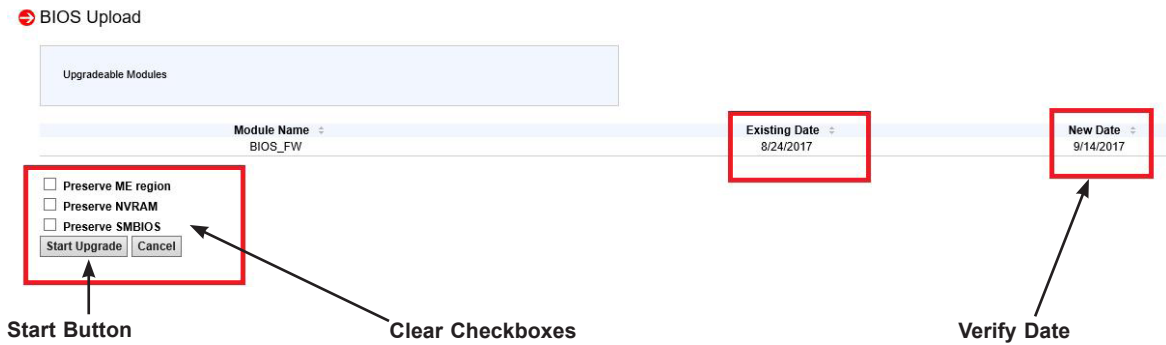 BIOS Upload
Upgradeable Modules
Module Name Existing Date New Date
BIOS_FW 8/24/2017 9/14/2017
Preserve ME region
Preserve NVRAM
Preserve SMBIOS
Start Upgrade Cancel
Start Button Clear Checkboxes Verify Date